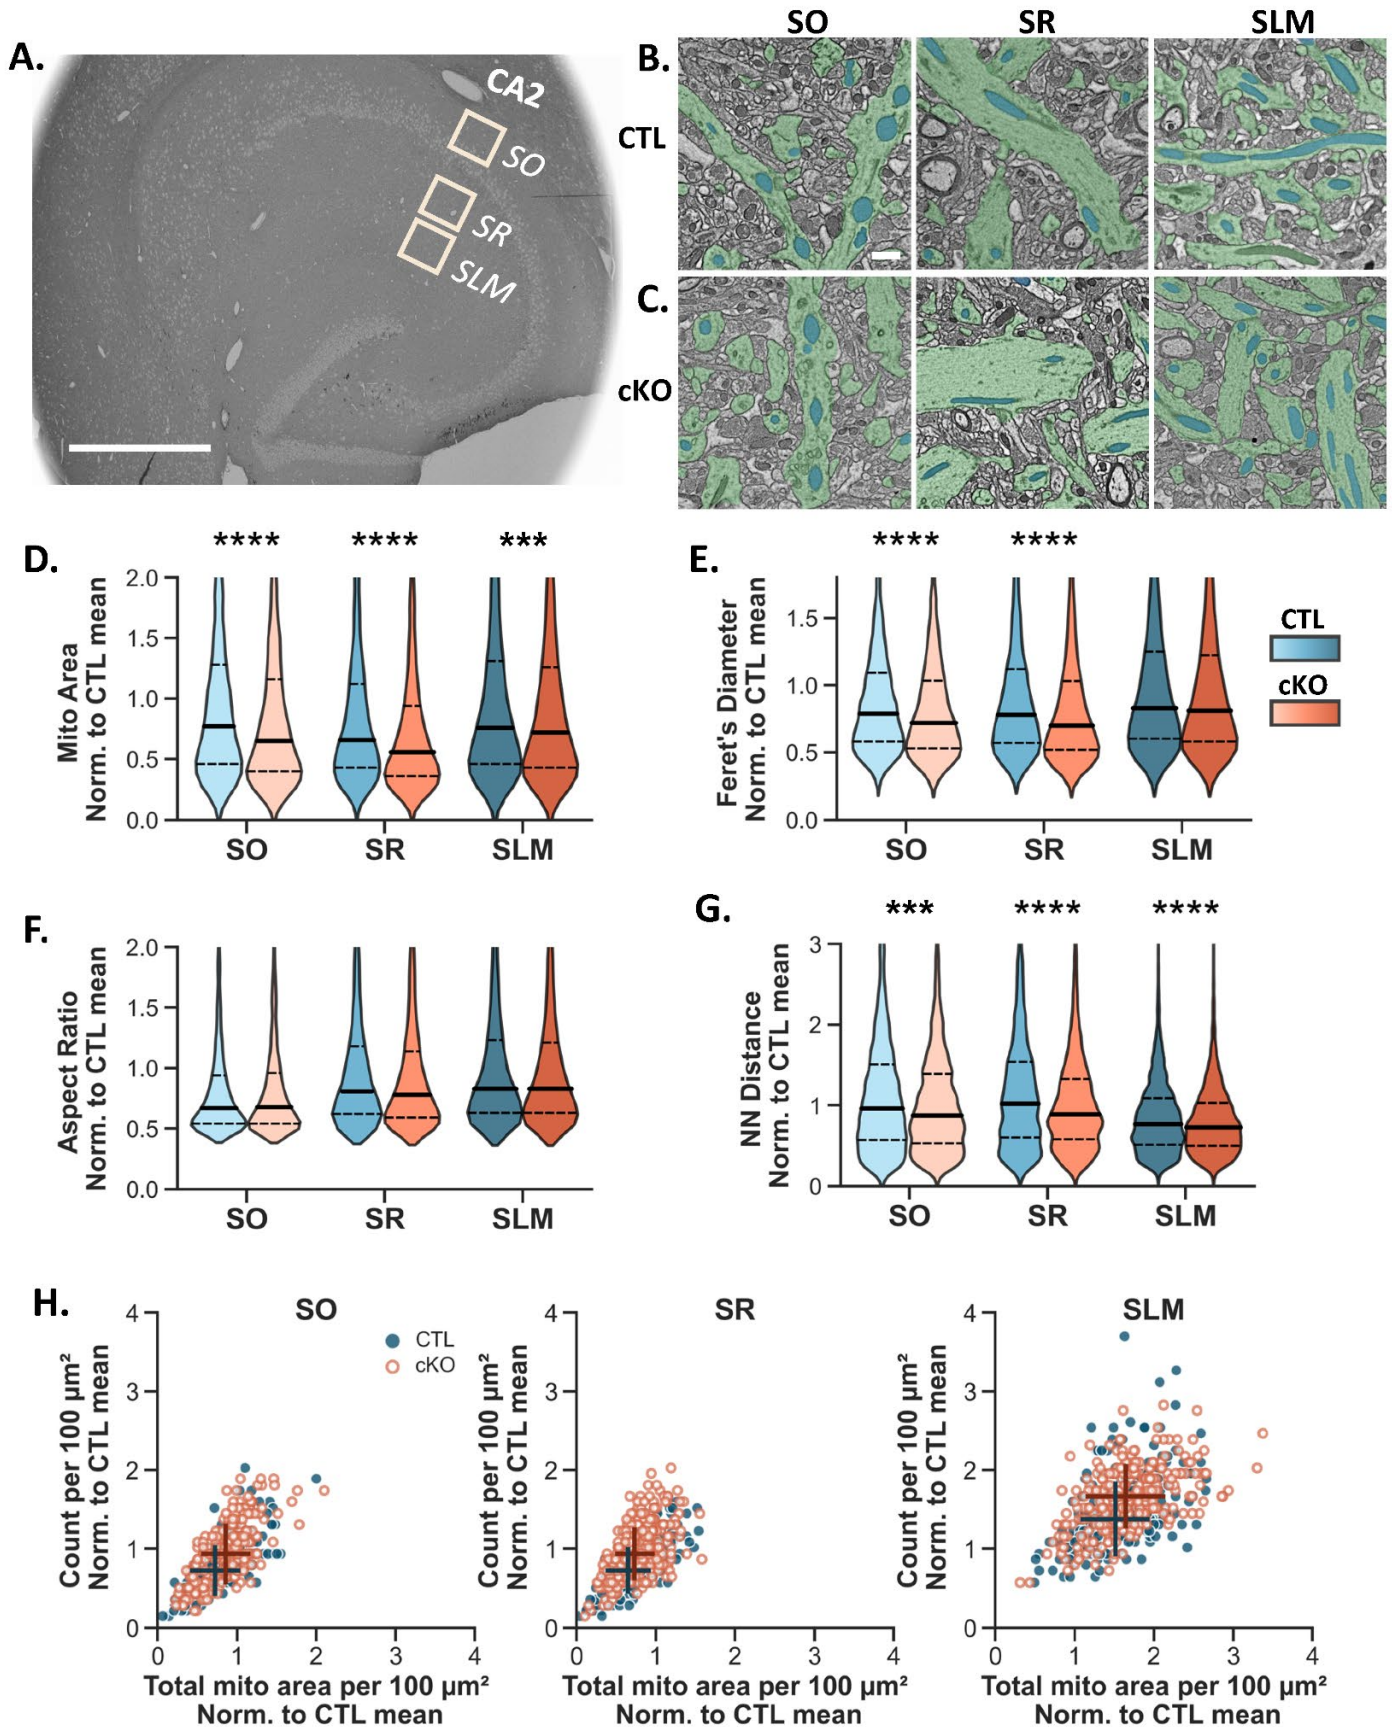 A.
CA2
SO
SR
SLM
SO SR SLM
B.
CTL
C.
cKO
D.
**** **** ***
Mito Area
Norm. to CTL mean
2.0
1.5
1.0
0.5
0.0
SO SR SLM
E.
**** ****
Feret's Diameter
Norm. to CTL mean
1.5
1.0
0.5
0.0
SO SR SLM
CTL
cKO
F.
Aspect Ratio
Norm. to CTL mean
2.0
1.5
1.0
0.5
0.0
SO SR SLM
G.
*** **** ****
NN Distance
Norm. to CTL mean
3
2
1
0
SO SR SLM
H.
SO
CTL
cKO
Count per 100 µm²
Norm. to CTL mean
4
3
2
1
0
0 1 2 3 4
Total mito area per 100 µm²
Norm. to CTL mean
SR
Count per 100 µm²
Norm. to CTL mean
4
3
2
1
0
0 1 2 3 4
Total mito area per 100 µm²
Norm. to CTL mean
SLM
Count per 100 µm²
Norm. to CTL mean
4
3
2
1
0
0 1 2 3 4
Total mito area per 100 µm²
Norm. to CTL mean